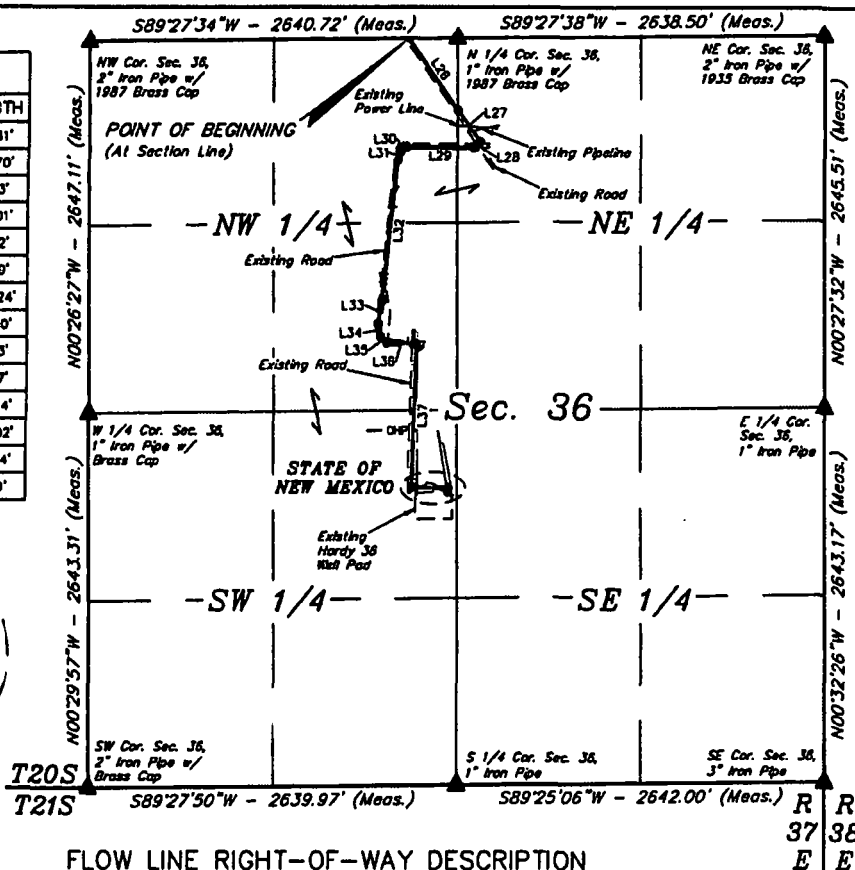 S89°27'34"W - 2640.72' (Meas.)
S89°27'38"W - 2638.50' (Meas.)
NW Cor. Sec. 36,
2" Iron Pipe w/
1987 Brass Cap
N 1/4 Cor. Sec. 36,
1" Iron Pipe w/
1987 Brass Cap
NE Cor. Sec. 36,
2" Iron Pipe w/
1935 Brass Cap
POINT OF BEGINNING
(At Section Line)
L26
Existing
Power Line
L27
Existing Pipeline
L28
Existing Road
L29
L30
L31
N00°26'27"W - 2647.11' (Meas.)
N00°27'32"W - 2645.51' (Meas.)
NW 1/4
NE 1/4
L32
Existing Road
L33
L34
L35
L36
Existing Road
L37
Sec. 36
W 1/4 Cor. Sec. 36,
1" Iron Pipe w/
Brass Cap
E 1/4 Cor.
Sec. 36,
1" Iron Pipe
OHP
STATE OF
NEW MEXICO
Existing
Hardy 36
Well Pad
N00°29'57"W - 2643.31' (Meas.)
N00°32'26"W - 2643.17' (Meas.)
SW 1/4
SE 1/4
SW Cor. Sec. 36,
2" Iron Pipe w/
Brass Cap
S 1/4 Cor. Sec. 36,
1" Iron Pipe
SE Cor. Sec. 36,
3" Iron Pipe
T20S
T21S
S89°27'50"W - 2639.97' (Meas.)
S89°25'06"W - 2642.00' (Meas.)
R R
37 38
E E
FLOW LINE RIGHT-OF-WAY DESCRIPTION